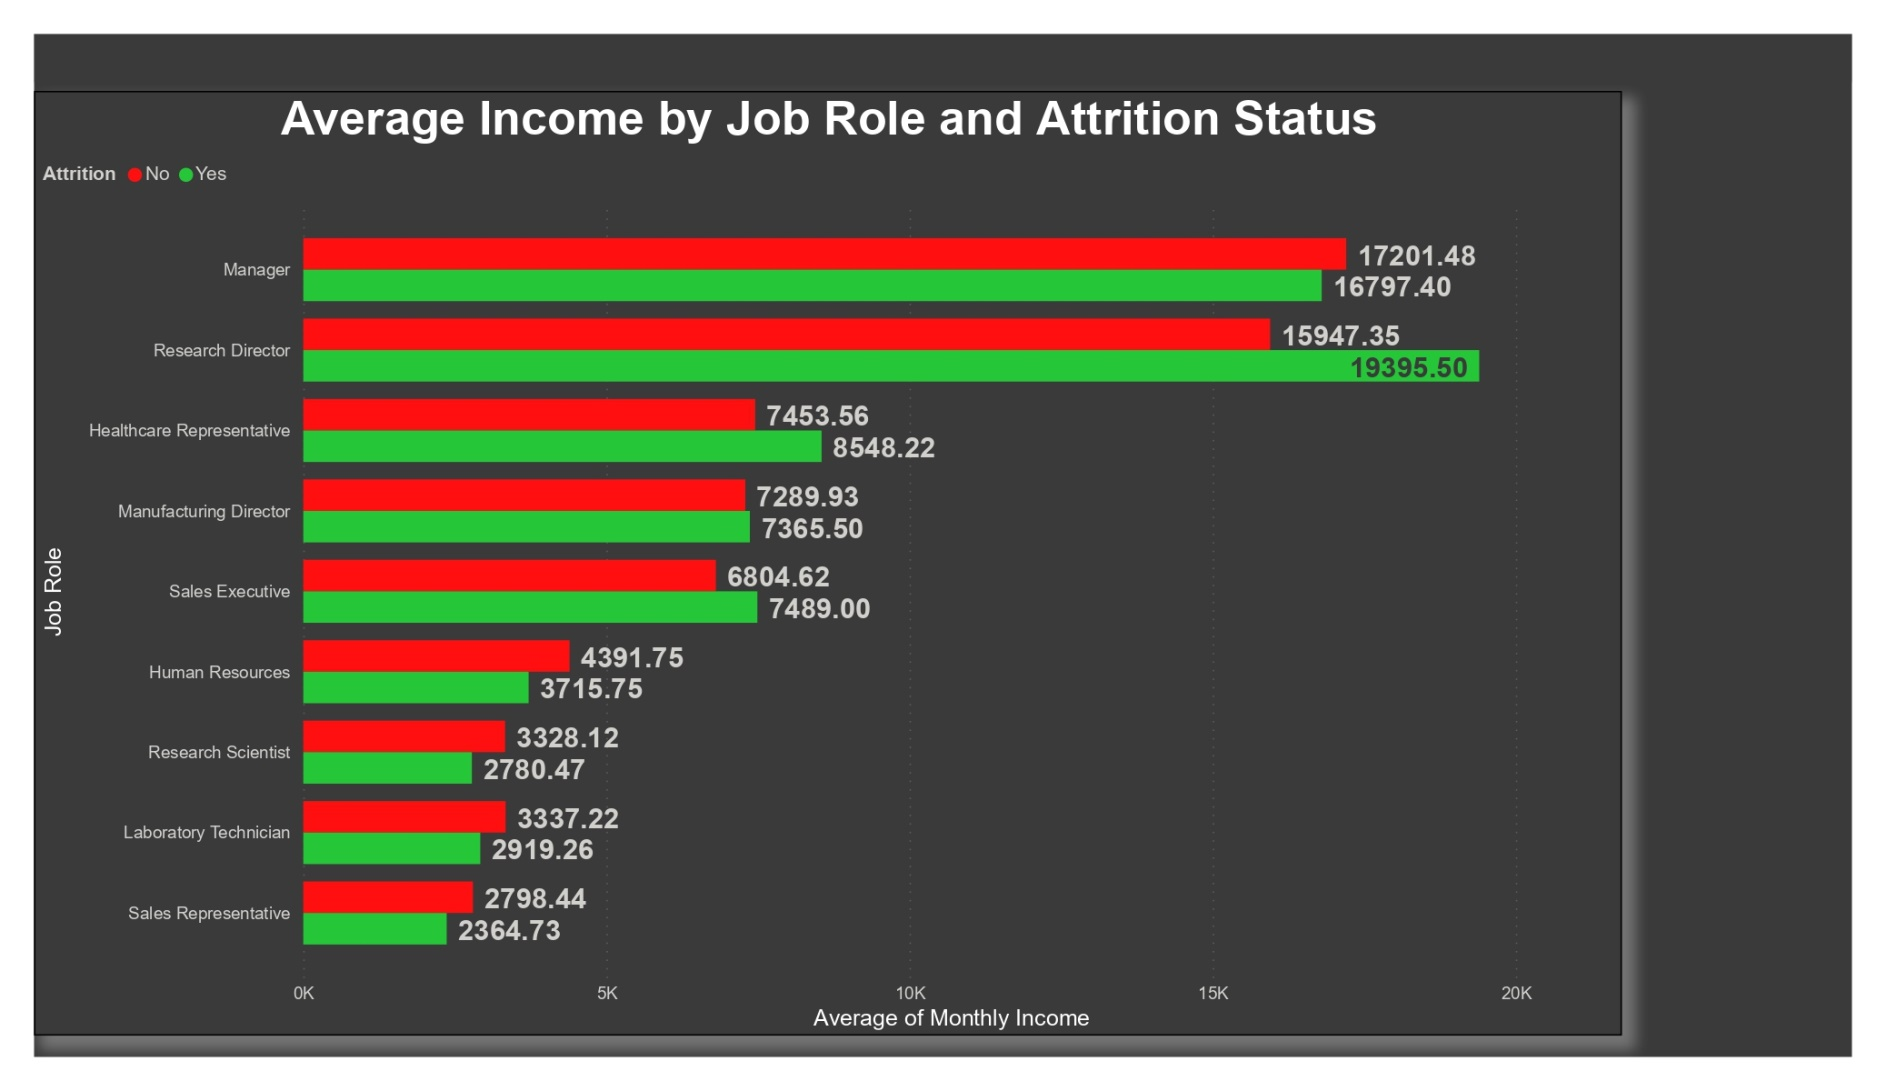 Average Income by Job Role and Attrition Status
Attrition No Yes
Manager 17201.48
16797.40
Research Director 15947.35
19395.50
Healthcare Representative 7453.56
8548.22
Manufacturing Director 7289.93
7365.50
Sales Executive 6804.62
7489.00
Human Resources 4391.75
3715.75
Research Scientist 3328.12
2780.47
Laboratory Technician 3337.22
2919.26
Sales Representative 2798.44
2364.73
Job Role
0K 5K 10K 15K 20K
Average of Monthly Income